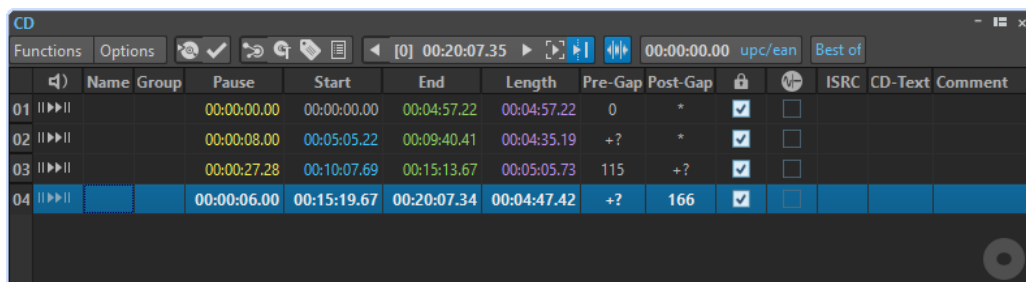 CD
Functions Options [0] 00:20:07.35 00:00:00.00 upc/ean Best of
Name Group Pause Start End Length Pre-Gap Post-Gap ISRC CD-Text Comment
01 00:00:00.00 00:00:00.00 00:04:57.22 00:04:57.22 0 *
02 00:00:08.00 00:05:05.22 00:09:40.41 00:04:35.19 +? *
03 00:00:27.28 00:10:07.69 00:15:13.67 00:05:05.73 115 +?
04 00:00:06.00 00:15:19.67 00:20:07.34 00:04:47.42 +? 166